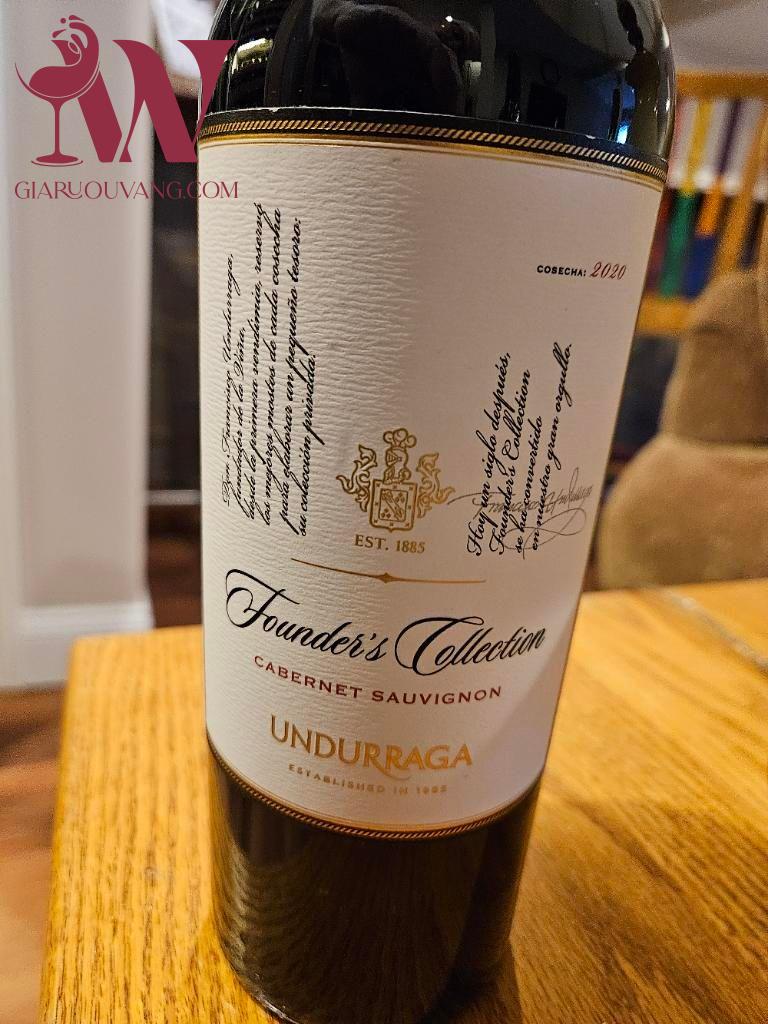 GIARUOUVANG.COM
COSECHA: 2020
Don Francisco Undurraga,
fundador de la Viña,
desde la primera vendimia, reservó
los mejores mostos de cada cosecha
para elaborar un pequeño tesoro:
su colección privada.
Hoy un siglo después,
Founder's Collection
se ha convertido
en nuestro gran orgullo.
EST. 1885
Founder's Collection
CABERNET SAUVIGNON
UNDURRAGA
ESTABLISHED IN 1885